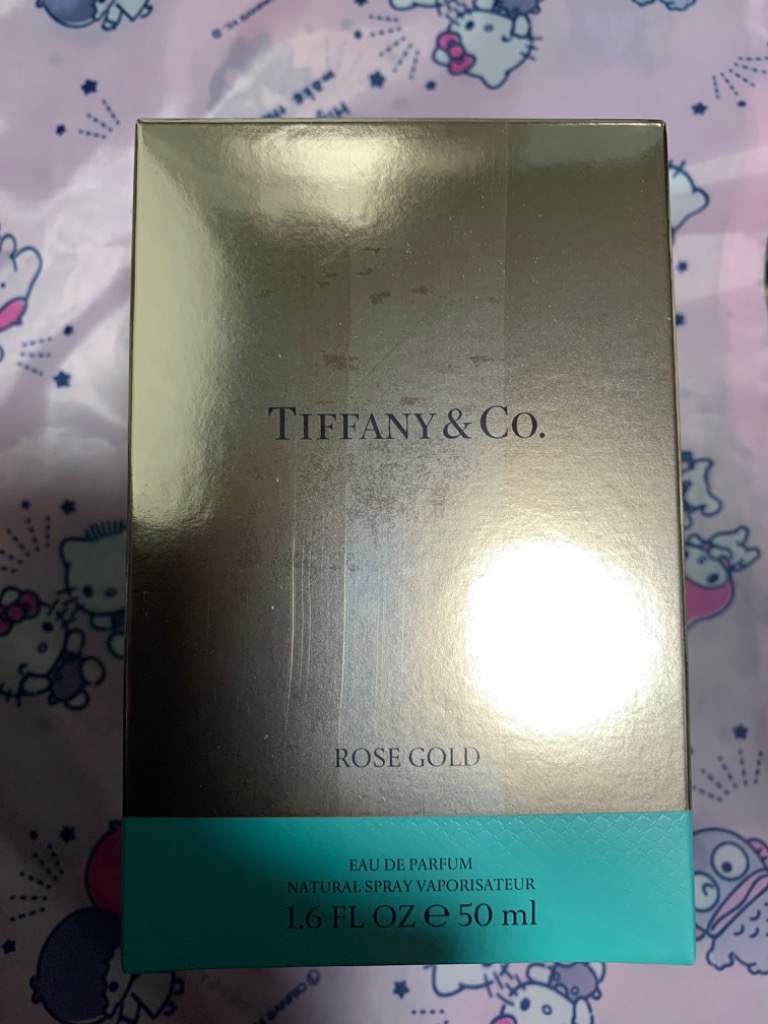 TIFFANY & CO.
ROSE GOLD
EAU DE PARFUM
NATURAL SPRAY VAPORISATEUR
1.6 FL OZ ℮ 50 ml